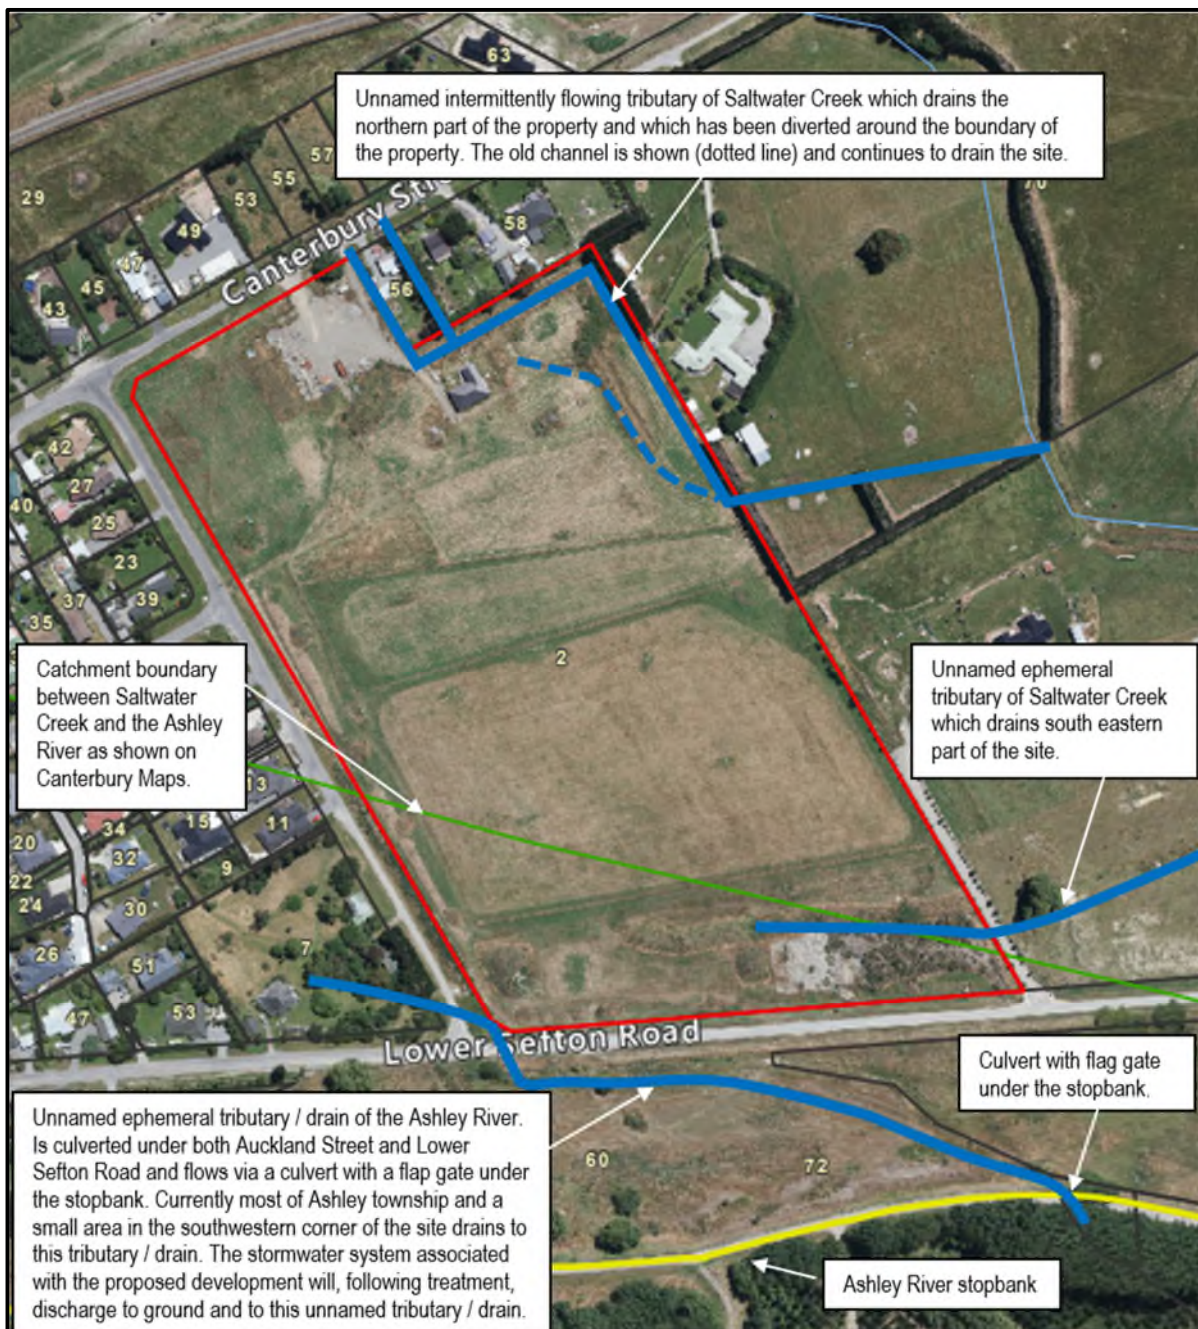 63
Unnamed intermittently flowing tributary of Saltwater Creek which drains the
northern part of the property and which has been diverted around the boundary of
the property. The old channel is shown (dotted line) and continues to drain the site.
57
55
53
29
49
58
47
45
43
56
Canterbury
42
27
40
25
23
39
37
35
2
Catchment boundary
between Saltwater
Creek and the Ashley
River as shown on
Canterbury Maps.
Unnamed ephemeral
tributary of Saltwater Creek
which drains south eastern
part of the site.
13
15
11
34
20
32
9
22
24
30
26
7
51
47
53
Lower Sefton Road
Culvert with flag gate
under the stopbank.
Unnamed ephemeral tributary / drain of the Ashley River.
Is culverted under both Auckland Street and Lower
Sefton Road and flows via a culvert with a flap gate under
the stopbank. Currently most of Ashley township and a
small area in the southwestern corner of the site drains to
this tributary / drain. The stormwater system associated
with the proposed development will, following treatment,
discharge to ground and to this unnamed tributary / drain.
60
72
Ashley River stopbank